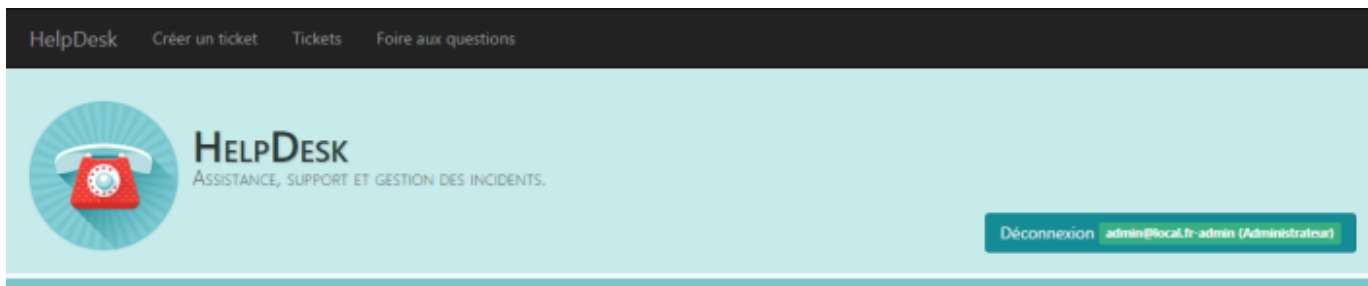 HelpDesk Créer un ticket Tickets Foire aux questions
HelpDesk
Assistance, support et gestion des incidents.
Déconnexion admin@local.fr-admin (Administrateur)